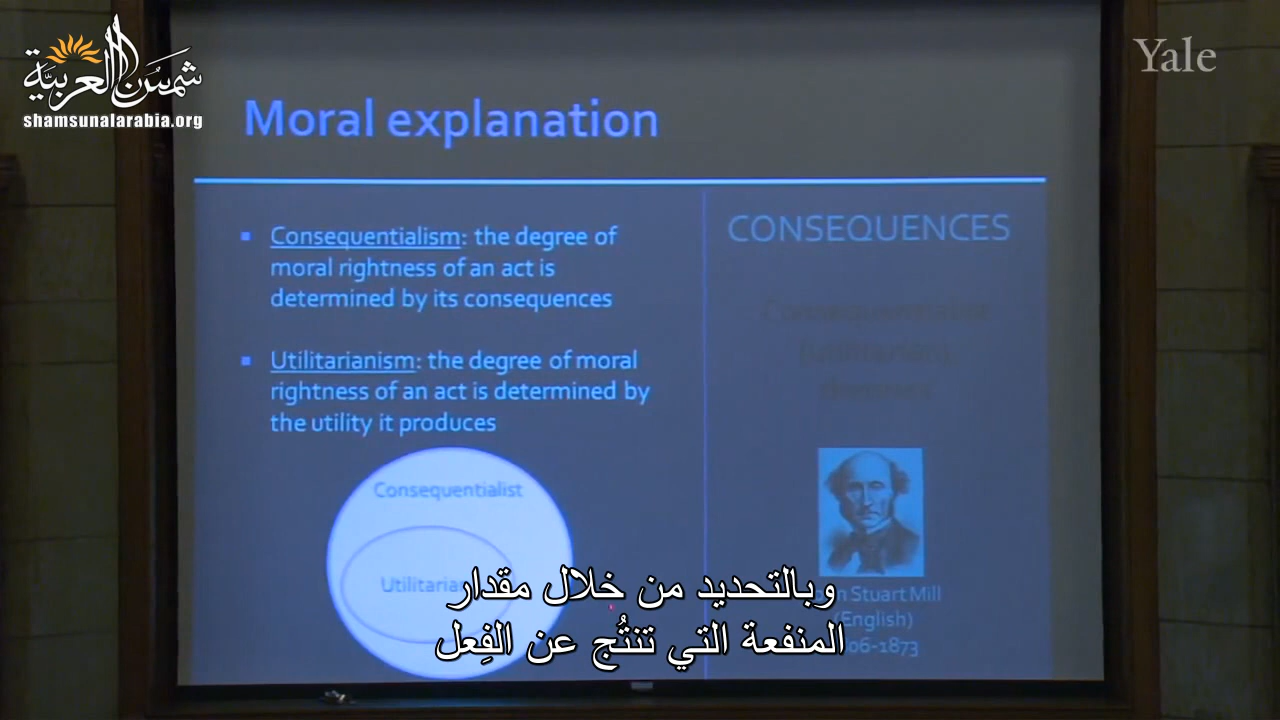 شمس العربية
shamsunalarabia.org
Yale
Moral explanation
Consequentialism: the degree of
moral rightness of an act is
determined by its consequences
Utilitarianism: the degree of moral
rightness of an act is determined by
the utility it produces
Consequentialist
CONSEQUENCES
Stuart Mill
(English)
-1873
وبالتحديد من خلال مقدار
المنفعة التي تنتُج عن الفِعل